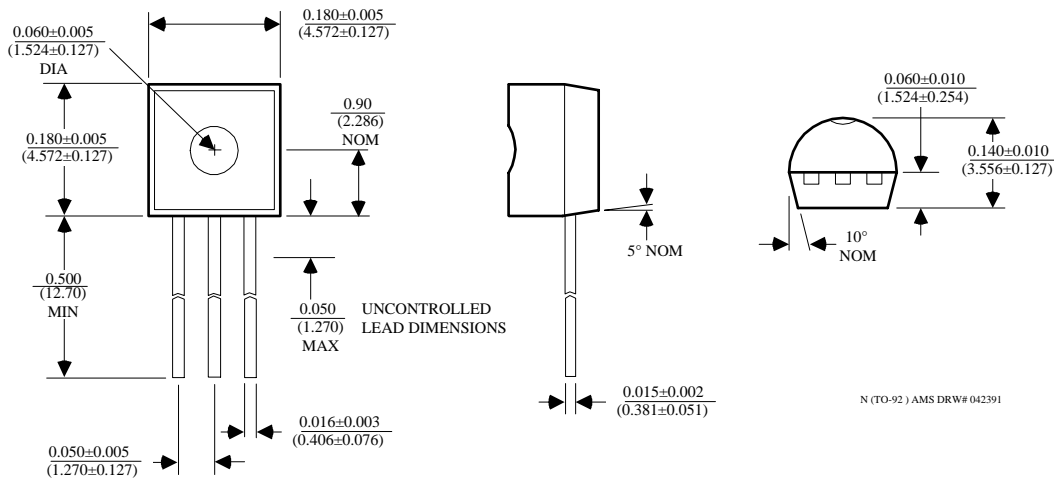 0.060±0.005
(1.524±0.127)
DIA
0.180±0.005
(4.572±0.127)
0.180±0.005
(4.572±0.127)
0.90
(2.286)
NOM
0.500
(12.70)
MIN
0.050
(1.270)
MAX
UNCONTROLLED
LEAD DIMENSIONS
0.016±0.003
(0.406±0.076)
0.050±0.005
(1.270±0.127)
5° NOM
0.015±0.002
(0.381±0.051)
0.060±0.010
(1.524±0.254)
0.140±0.010
(3.556±0.127)
10°
NOM
N (TO-92 ) AMS DRW# 042391